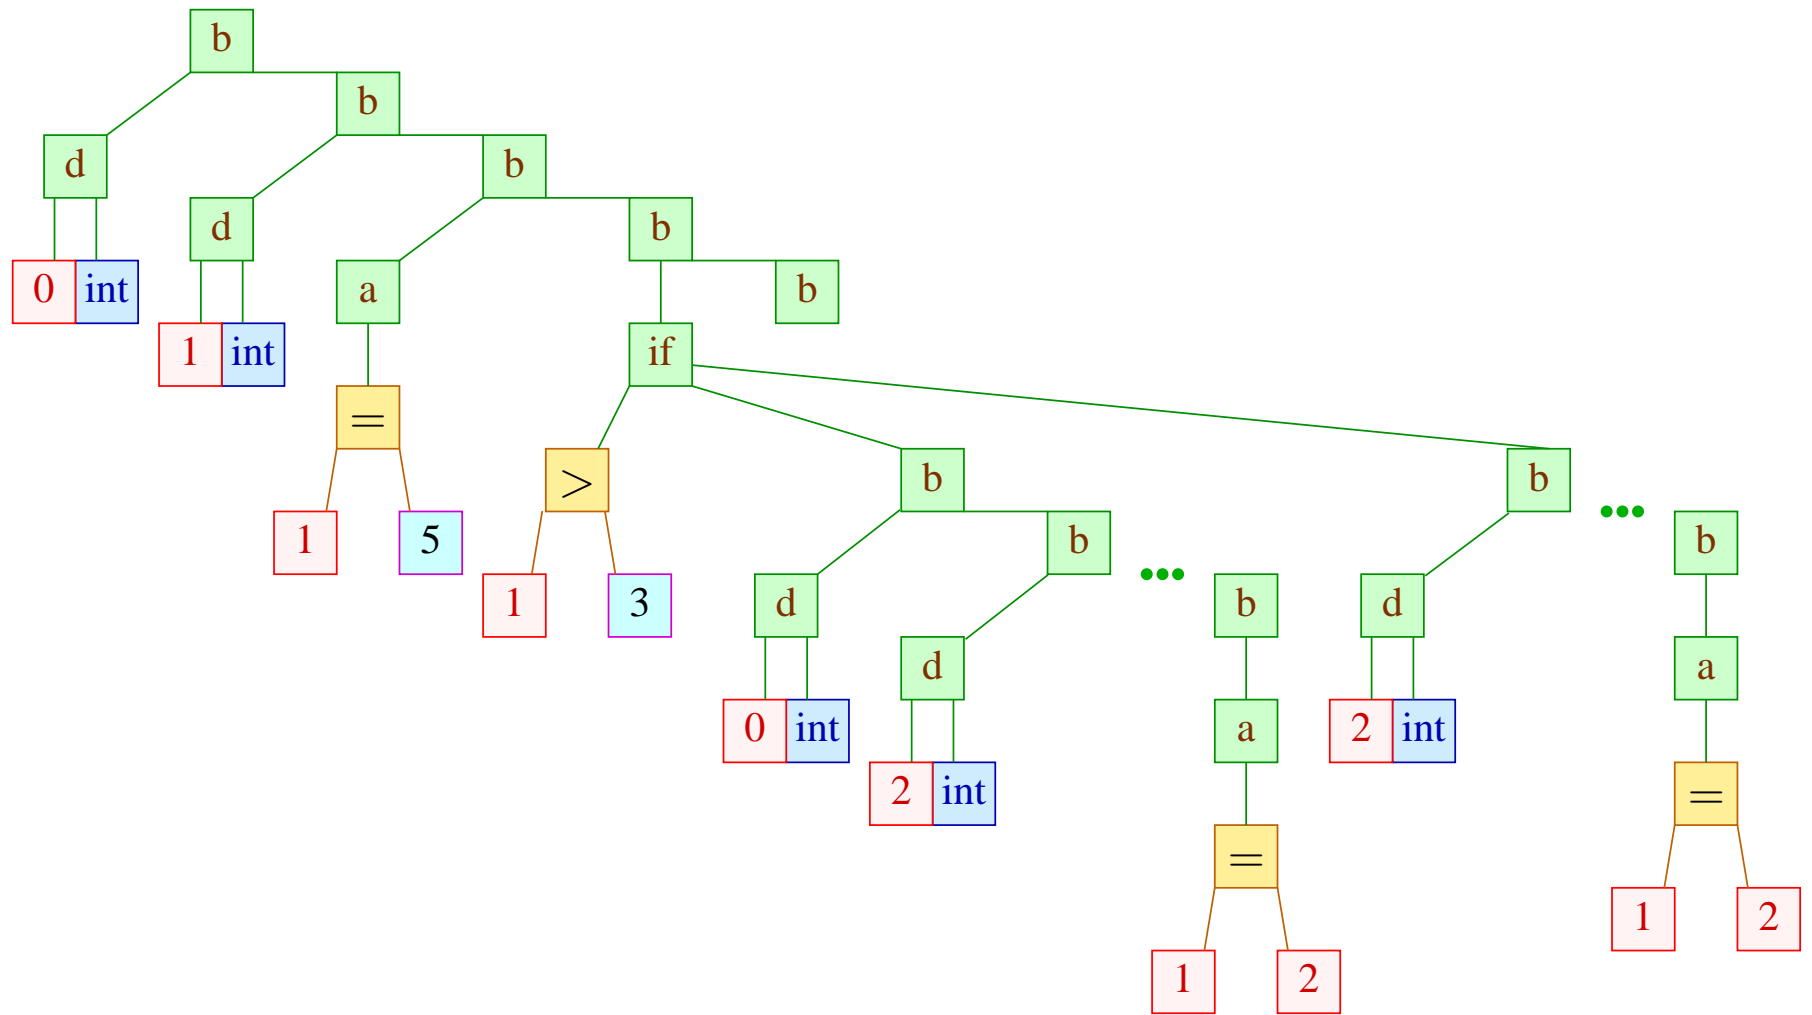 b
b
d b
d b
0 int a b
1 int if
=
> b b
1 5 b b
1 3 d b d
d a
0 int a 2 int
2 int =
=
1 2
1 2